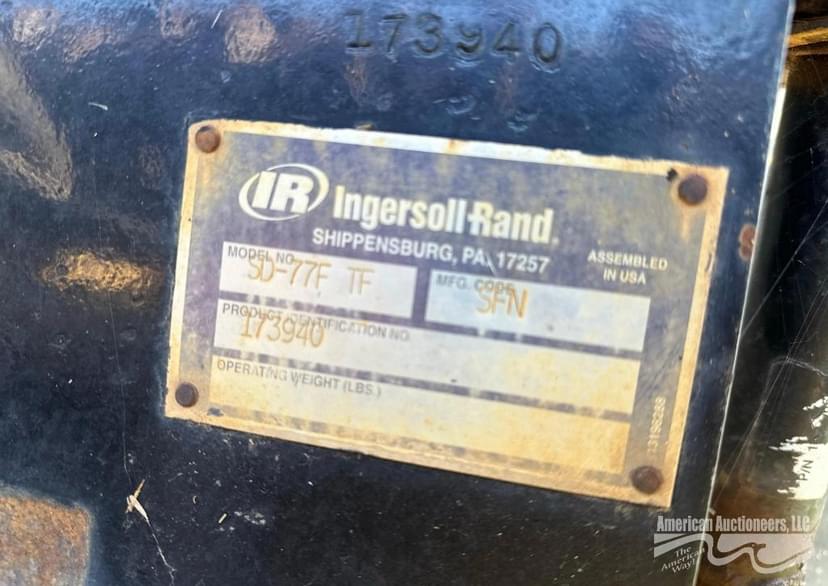 173940
IR Ingersoll-Rand
SHIPPENSBURG, PA. 17257
ASSEMBLED
IN USA
MODEL NO.
SD-77F TF
MFG. CODE
SFN
PRODUCT IDENTIFICATION NO.
173940
OPERATING WEIGHT (LBS.)
P/N 1
American Auctioneers, LLC
The
American
Way!